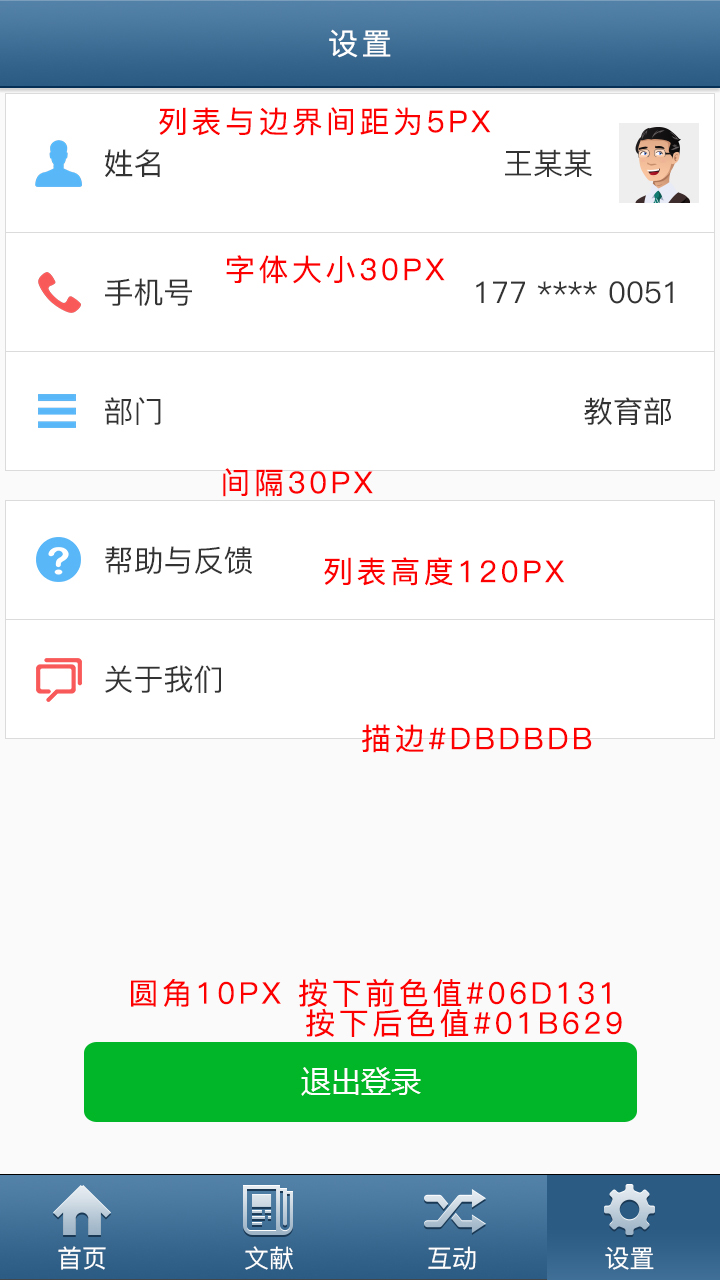 设置
列表与边界间距为5PX
姓名
王某某
字体大小30PX
手机号
177 **** 0051
部门
教育部
间隔30PX
帮助与反馈
列表高度120PX
关于我们
描边#DBDBDB
圆角10PX 按下前色值#06D131
按下后色值#01B629
退出登录
首页
文献
互动
设置